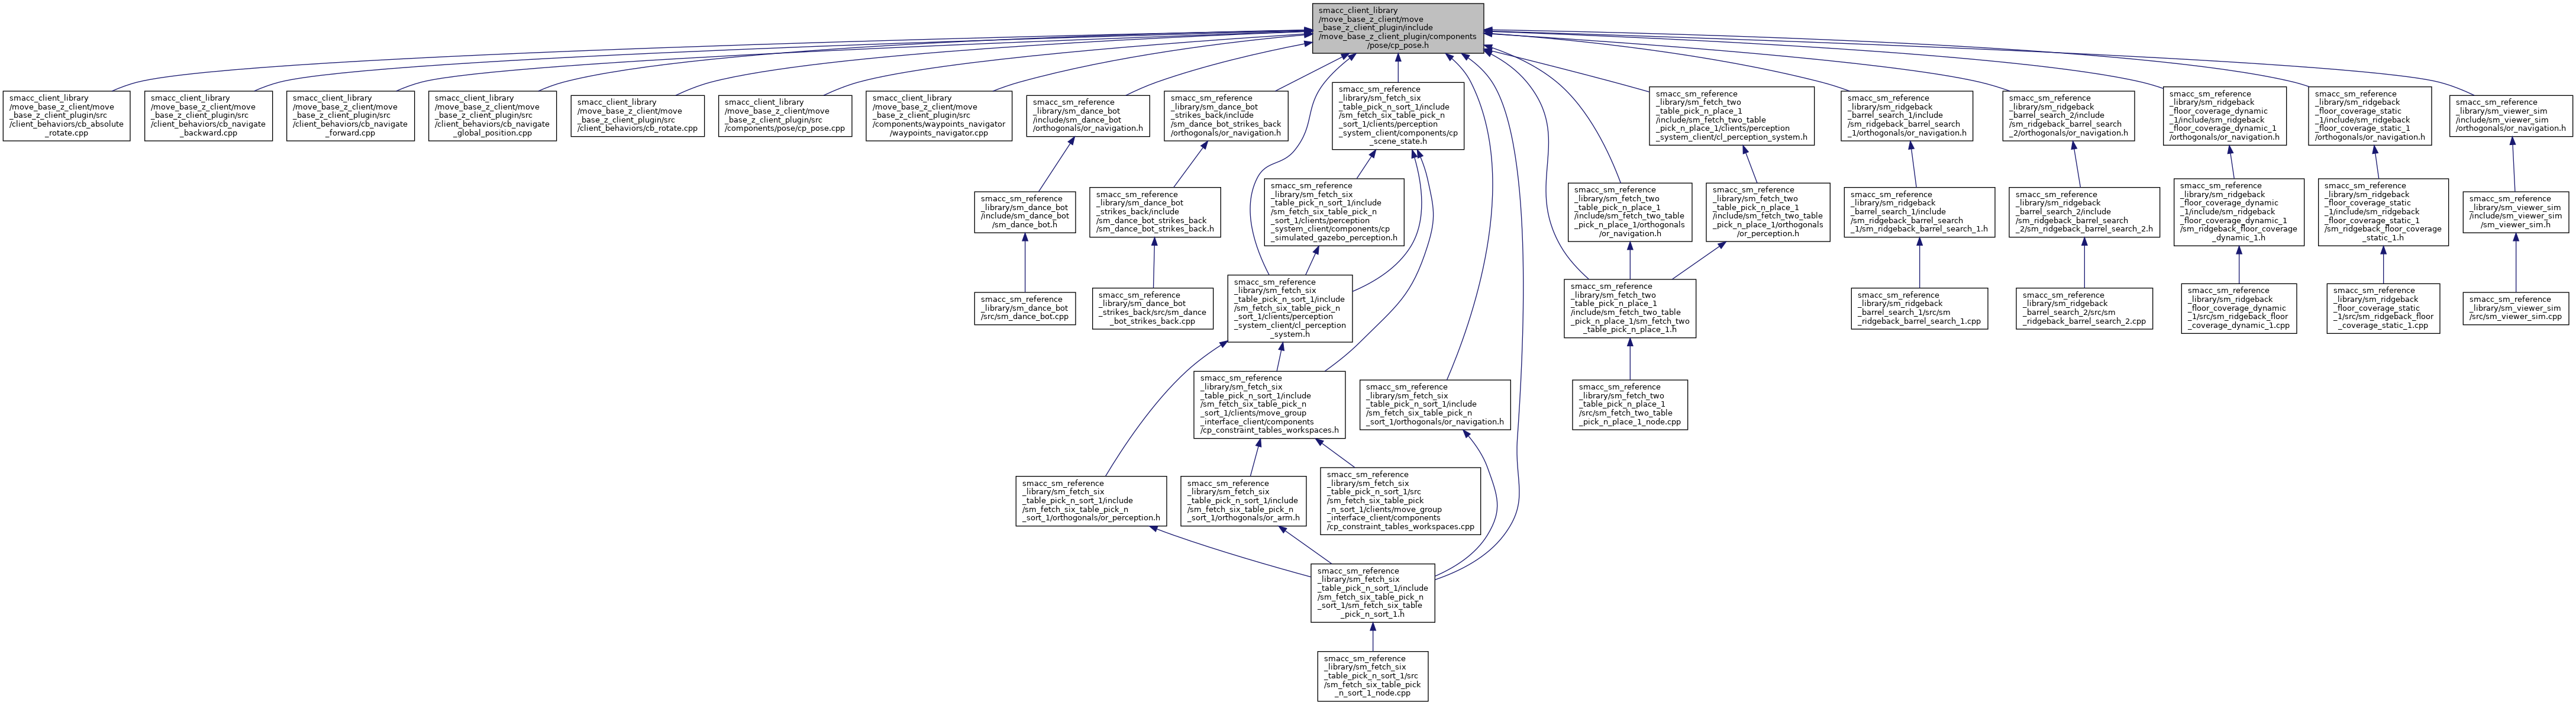 smacc_client_library
/move_base_z_client/move
_base_z_client_plugin/include
/move_base_z_client_plugin/components
/pose/cp_pose.h
smacc_client_library
/move_base_z_client/move
_base_z_client_plugin/src
/client_behaviors/cb_absolute
_rotate.cpp
smacc_client_library
/move_base_z_client/move
_base_z_client_plugin/src
/client_behaviors/cb_navigate
_backward.cpp
smacc_client_library
/move_base_z_client/move
_base_z_client_plugin/src
/client_behaviors/cb_navigate
_forward.cpp
smacc_client_library
/move_base_z_client/move
_base_z_client_plugin/src
/client_behaviors/cb_navigate
_global_position.cpp
smacc_client_library
/move_base_z_client/move
_base_z_client_plugin/src
/client_behaviors/cb_rotate.cpp
smacc_client_library
/move_base_z_client/move
_base_z_client_plugin/src
/components/pose/cp_pose.cpp
smacc_client_library
/move_base_z_client/move
_base_z_client_plugin/src
/components/waypoints_navigator
/waypoints_navigator.cpp
smacc_sm_reference
_library/sm_dance_bot
/include/sm_dance_bot
/orthogonals/or_navigation.h
smacc_sm_reference
_library/sm_dance_bot
_strikes_back/include
/sm_dance_bot_strikes_back
/orthogonals/or_navigation.h
smacc_sm_reference
_library/sm_fetch_six
_table_pick_n_sort_1/include
/sm_fetch_six_table_pick_n
_sort_1/clients/perception
_system_client/components/cp
_scene_state.h
smacc_sm_reference
_library/sm_fetch_two
_table_pick_n_place_1
/include/sm_fetch_two_table
_pick_n_place_1/clients/perception
_system_client/cl_perception_system.h
smacc_sm_reference
_library/sm_ridgeback
_barrel_search_1/include
/sm_ridgeback_barrel_search
_1/orthogonals/or_navigation.h
smacc_sm_reference
_library/sm_ridgeback
_barrel_search_2/include
/sm_ridgeback_barrel_search
_2/orthogonals/or_navigation.h
smacc_sm_reference
_library/sm_ridgeback
_floor_coverage_dynamic
_1/include/sm_ridgeback
_floor_coverage_dynamic_1
/orthogonals/or_navigation.h
smacc_sm_reference
_library/sm_ridgeback
_floor_coverage_static
_1/include/sm_ridgeback
_floor_coverage_static_1
/orthogonals/or_navigation.h
smacc_sm_reference
_library/sm_viewer_sim
/include/sm_viewer_sim
/orthogonals/or_navigation.h
smacc_sm_reference
_library/sm_dance_bot
/include/sm_dance_bot
/sm_dance_bot.h
smacc_sm_reference
_library/sm_dance_bot
_strikes_back/include
/sm_dance_bot_strikes_back
/sm_dance_bot_strikes_back.h
smacc_sm_reference
_library/sm_fetch_six
_table_pick_n_sort_1/include
/sm_fetch_six_table_pick_n
_sort_1/clients/perception
_system_client/components/cp
_simulated_gazebo_perception.h
smacc_sm_reference
_library/sm_fetch_two
_table_pick_n_place_1
/include/sm_fetch_two_table
_pick_n_place_1/orthogonals
/or_navigation.h
smacc_sm_reference
_library/sm_fetch_two
_table_pick_n_place_1
/include/sm_fetch_two_table
_pick_n_place_1/orthogonals
/or_perception.h
smacc_sm_reference
_library/sm_ridgeback
_barrel_search_1/include
/sm_ridgeback_barrel_search
_1/sm_ridgeback_barrel_search_1.h
smacc_sm_reference
_library/sm_ridgeback
_barrel_search_2/include
/sm_ridgeback_barrel_search
_2/sm_ridgeback_barrel_search_2.h
smacc_sm_reference
_library/sm_ridgeback
_floor_coverage_dynamic
_1/include/sm_ridgeback
_floor_coverage_dynamic_1
/sm_ridgeback_floor_coverage
_dynamic_1.h
smacc_sm_reference
_library/sm_ridgeback
_floor_coverage_static
_1/include/sm_ridgeback
_floor_coverage_static_1
/sm_ridgeback_floor_coverage
_static_1.h
smacc_sm_reference
_library/sm_viewer_sim
/include/sm_viewer_sim
/sm_viewer_sim.h
smacc_sm_reference
_library/sm_dance_bot
/src/sm_dance_bot.cpp
smacc_sm_reference
_library/sm_dance_bot
_strikes_back/src/sm_dance
_bot_strikes_back.cpp
smacc_sm_reference
_library/sm_fetch_six
_table_pick_n_sort_1/include
/sm_fetch_six_table_pick_n
_sort_1/clients/perception
_system_client/cl_perception
_system.h
smacc_sm_reference
_library/sm_fetch_two
_table_pick_n_place_1
/include/sm_fetch_two_table
_pick_n_place_1/sm_fetch_two
_table_pick_n_place_1.h
smacc_sm_reference
_library/sm_ridgeback
_barrel_search_1/src/sm
_ridgeback_barrel_search_1.cpp
smacc_sm_reference
_library/sm_ridgeback
_barrel_search_2/src/sm
_ridgeback_barrel_search_2.cpp
smacc_sm_reference
_library/sm_ridgeback
_floor_coverage_dynamic
_1/src/sm_ridgeback_floor
_coverage_dynamic_1.cpp
smacc_sm_reference
_library/sm_ridgeback
_floor_coverage_static
_1/src/sm_ridgeback_floor
_coverage_static_1.cpp
smacc_sm_reference
_library/sm_viewer_sim
/src/sm_viewer_sim.cpp
smacc_sm_reference
_library/sm_fetch_six
_table_pick_n_sort_1/include
/sm_fetch_six_table_pick_n
_sort_1/clients/move_group
_interface_client/components
/cp_constraint_tables_workspaces.h
smacc_sm_reference
_library/sm_fetch_six
_table_pick_n_sort_1/include
/sm_fetch_six_table_pick_n
_sort_1/orthogonals/or_navigation.h
smacc_sm_reference
_library/sm_fetch_two
_table_pick_n_place_1
/src/sm_fetch_two_table
_pick_n_place_1_node.cpp
smacc_sm_reference
_library/sm_fetch_six
_table_pick_n_sort_1/include
/sm_fetch_six_table_pick_n
_sort_1/orthogonals/or_perception.h
smacc_sm_reference
_library/sm_fetch_six
_table_pick_n_sort_1/include
/sm_fetch_six_table_pick_n
_sort_1/orthogonals/or_arm.h
smacc_sm_reference
_library/sm_fetch_six
_table_pick_n_sort_1/src
/sm_fetch_six_table_pick
_n_sort_1/clients/move_group
_interface_client/components
/cp_constraint_tables_workspaces.cpp
smacc_sm_reference
_library/sm_fetch_six
_table_pick_n_sort_1/include
/sm_fetch_six_table_pick_n
_sort_1/sm_fetch_six_table
_pick_n_sort_1.h
smacc_sm_reference
_library/sm_fetch_six
_table_pick_n_sort_1/src
/sm_fetch_six_table_pick
_n_sort_1_node.cpp